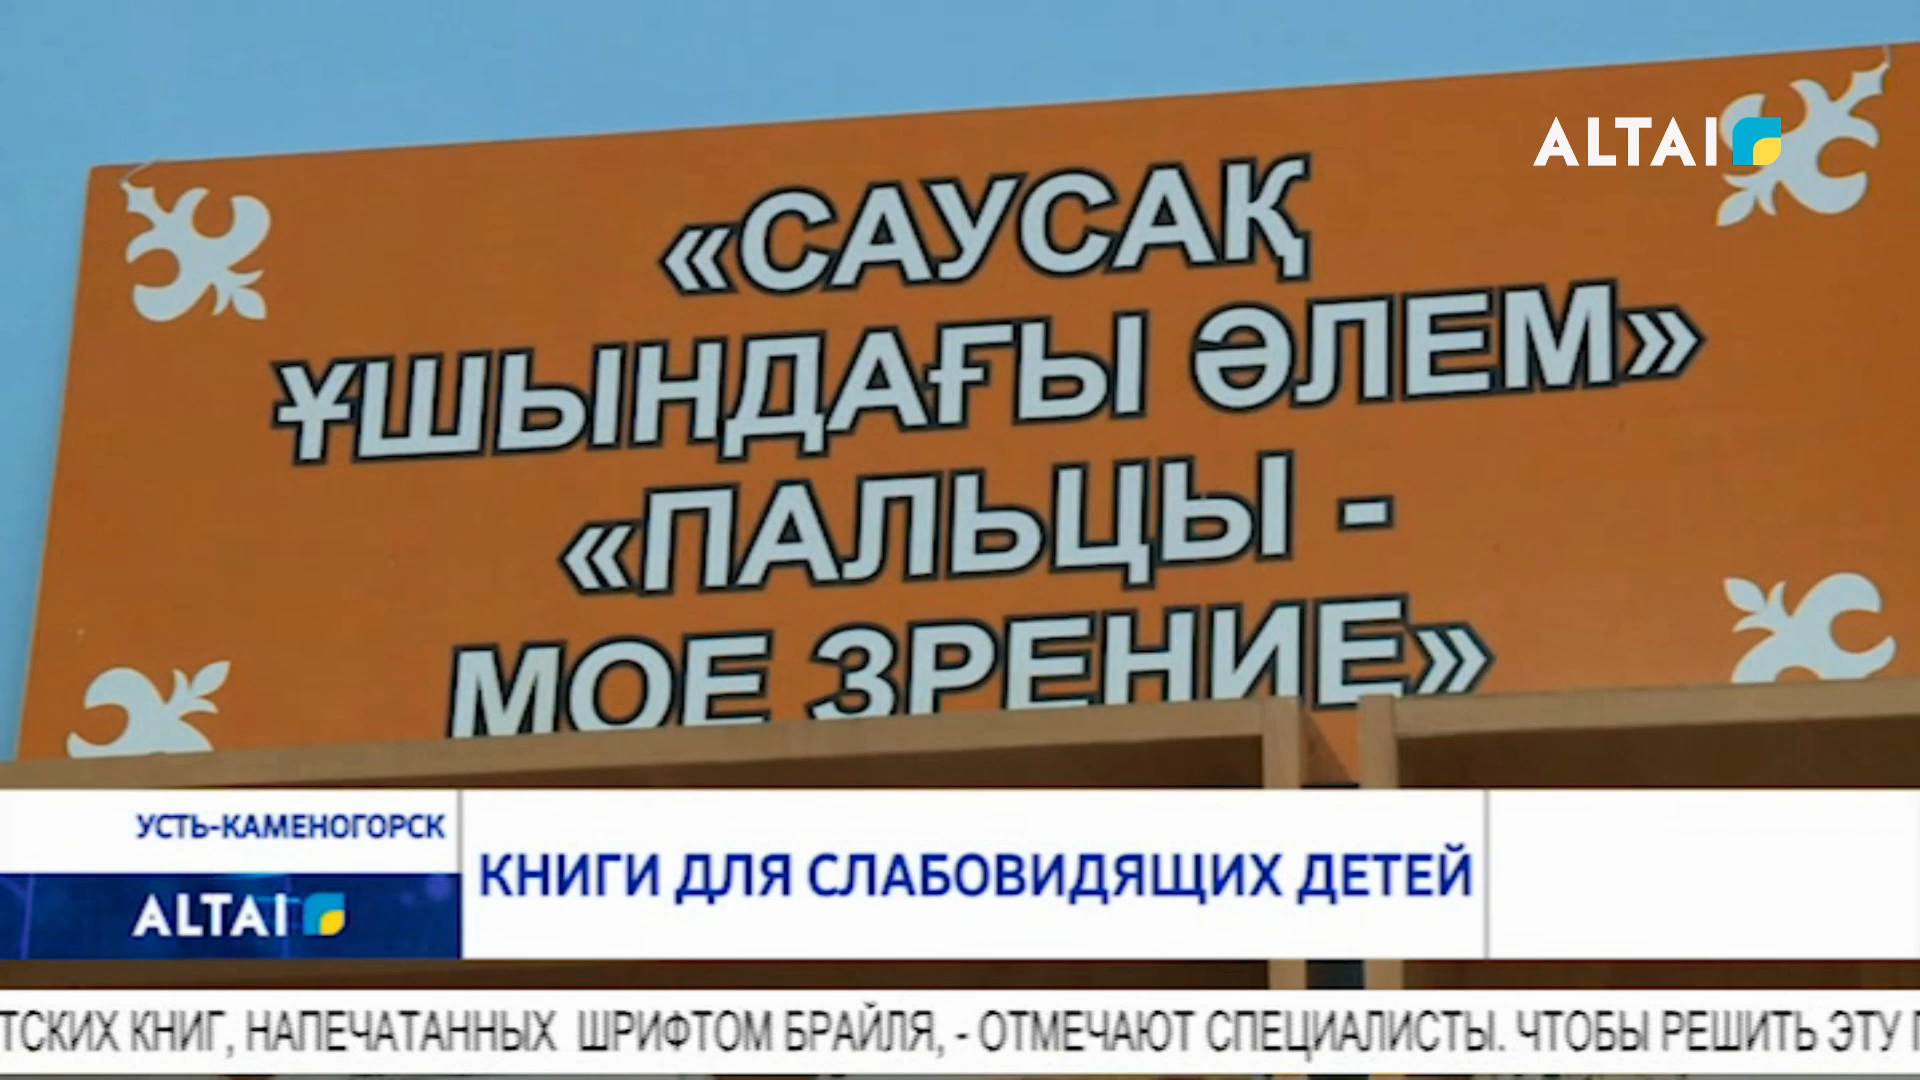 ALTAI
«САУСАҚ
ҰШЫНДАҒЫ ӘЛЕМ»
«ПАЛЬЦЫ -
МОЕ ЗРЕНИЕ»
УСТЬ-КАМЕНОГОРСК
КНИГИ ДЛЯ СЛАБОВИДЯЩИХ ДЕТЕЙ
ALTAI
ТСКИХ КНИГ, НАПЕЧАТАННЫХ ШРИФТОМ БРАЙЛЯ, - ОТМЕЧАЮТ СПЕЦИАЛИСТЫ. ЧТОБЫ РЕШИТЬ ЭТУ